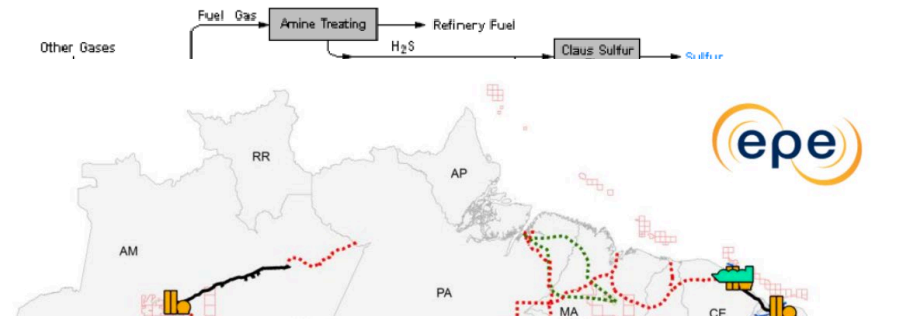 Fuel Gas
Amine Treating
Refinery Fuel
Other Gases
H2S
Claus Sulfur
Sulfur
epe
RR
AP
AM
PA
MA
CE